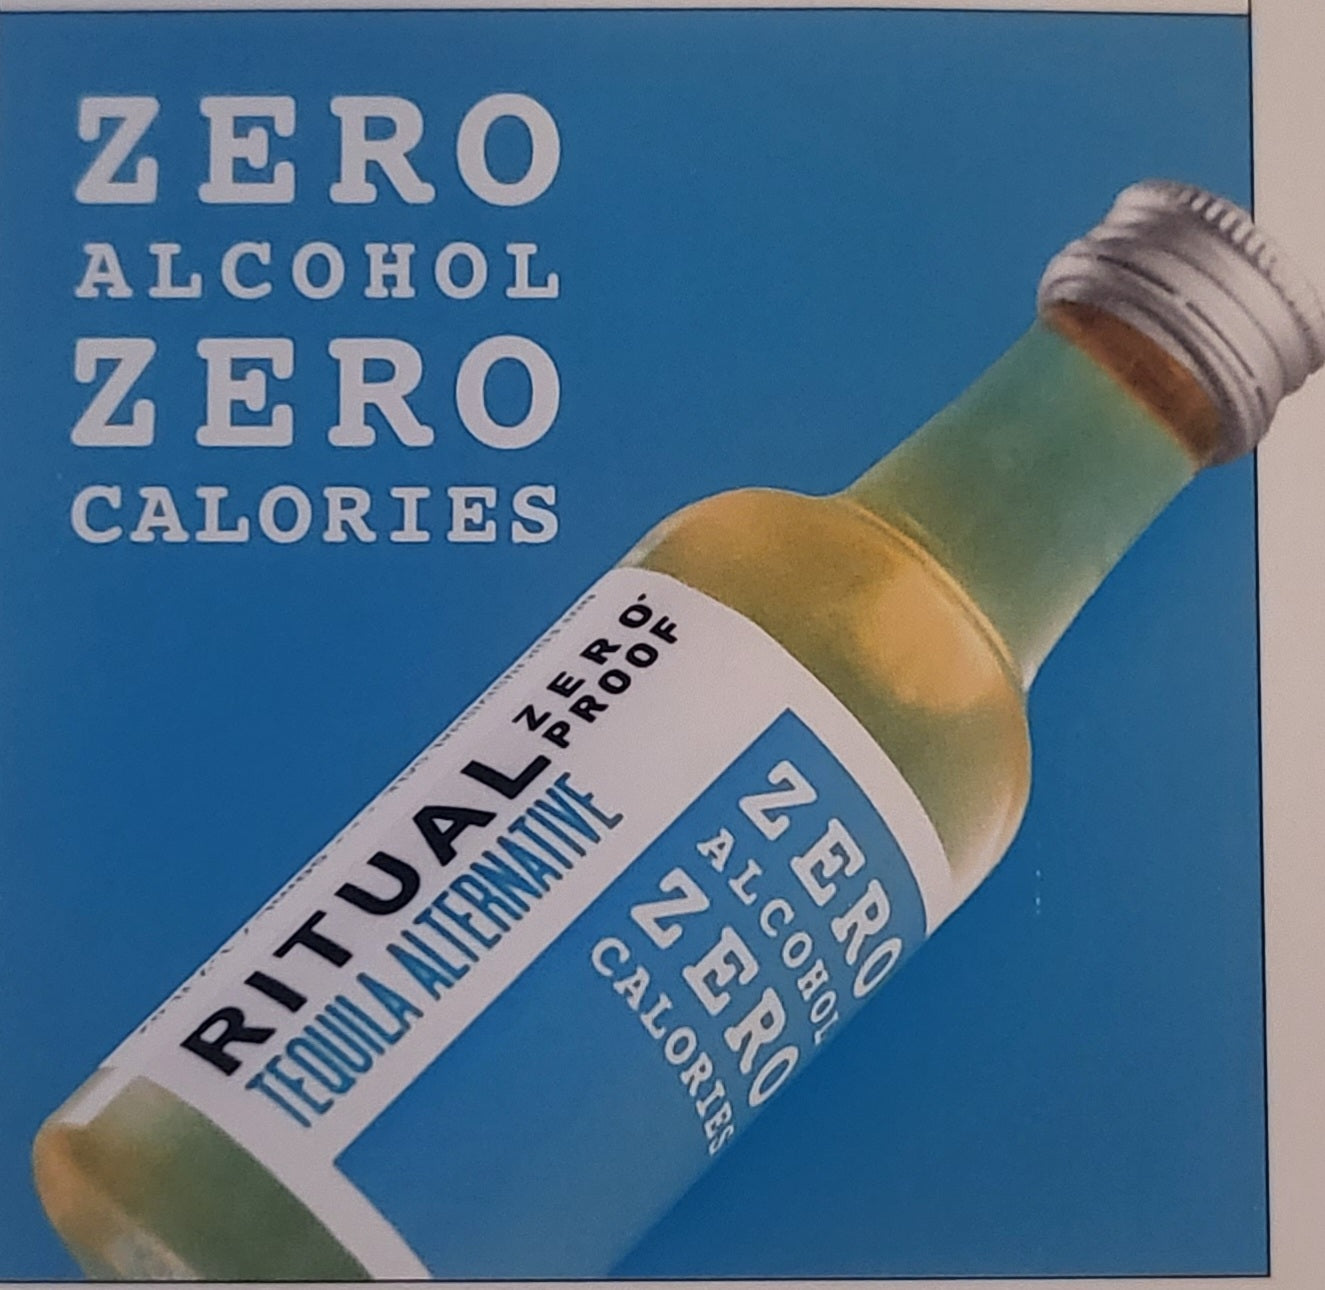 ZERO
ALCOHOL
ZERO
CALORIES
RITUAL ZERO
PROOF
TEQUILA ALTERNATIVE
ZERO
ALCOHOL
ZERO
CALORIES